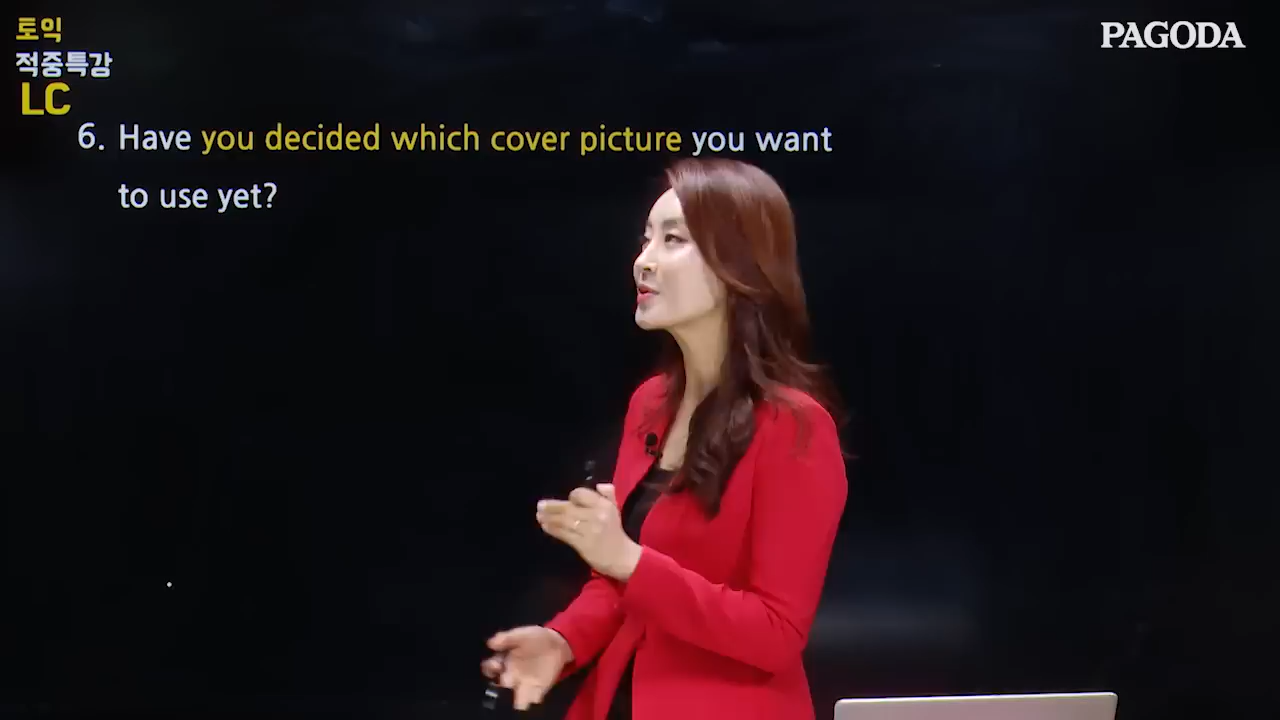 토익
적중특강
LC
PAGODA
6. Have you decided which cover picture you want
to use yet?